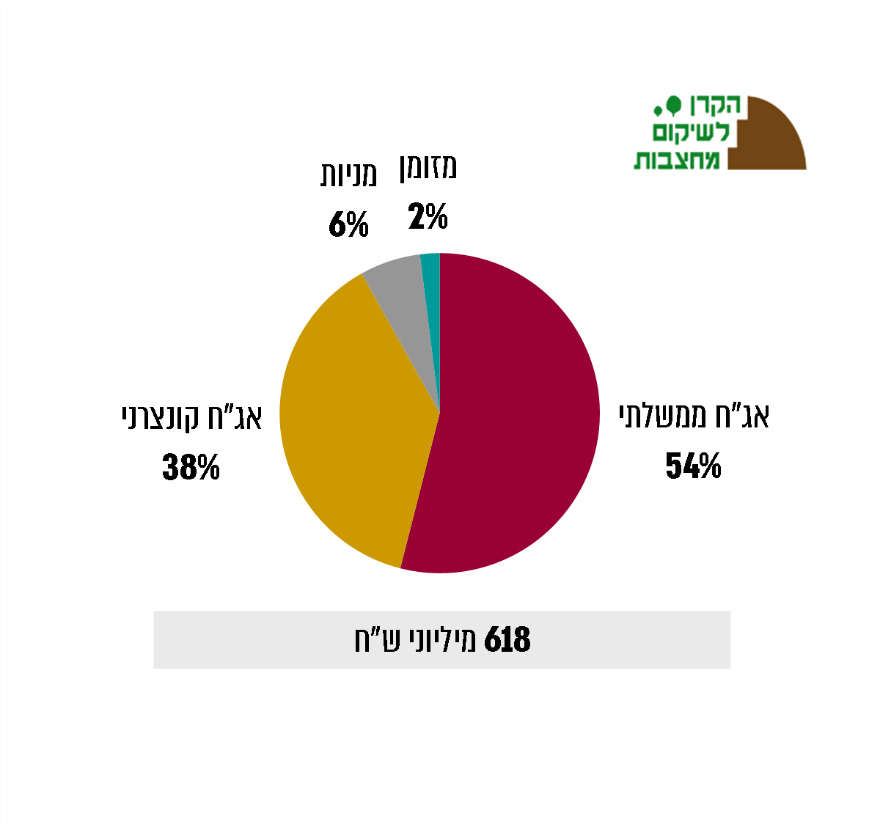 הקרן
לשיקום
מחצבות
מזומן
2%
מניות
6%
אג"ח ממשלתי
54%
אג"ח קונצרני
38%
618 מיליוני ש"ח